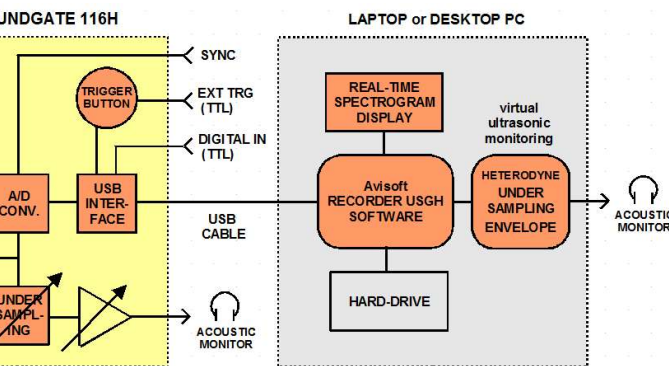 UNDGATE 116H
LAPTOP or DESKTOP PC
SYNC
TRIGGER
BUTTON
EXT TRG
(TTL)
DIGITAL IN
(TTL)
A/D
CONV.
USB
INTER-
FACE
USB
CABLE
UNDER
SAMPL-
ING
ACOUSTIC
MONITOR
REAL-TIME
SPECTROGRAM
DISPLAY
Avisoft
RECORDER USGH
SOFTWARE
HARD-DRIVE
virtual
ultrasonic
monitoring
HETERODYNE
UNDER
SAMPLING
ENVELOPE
ACOUSTIC
MONITOR